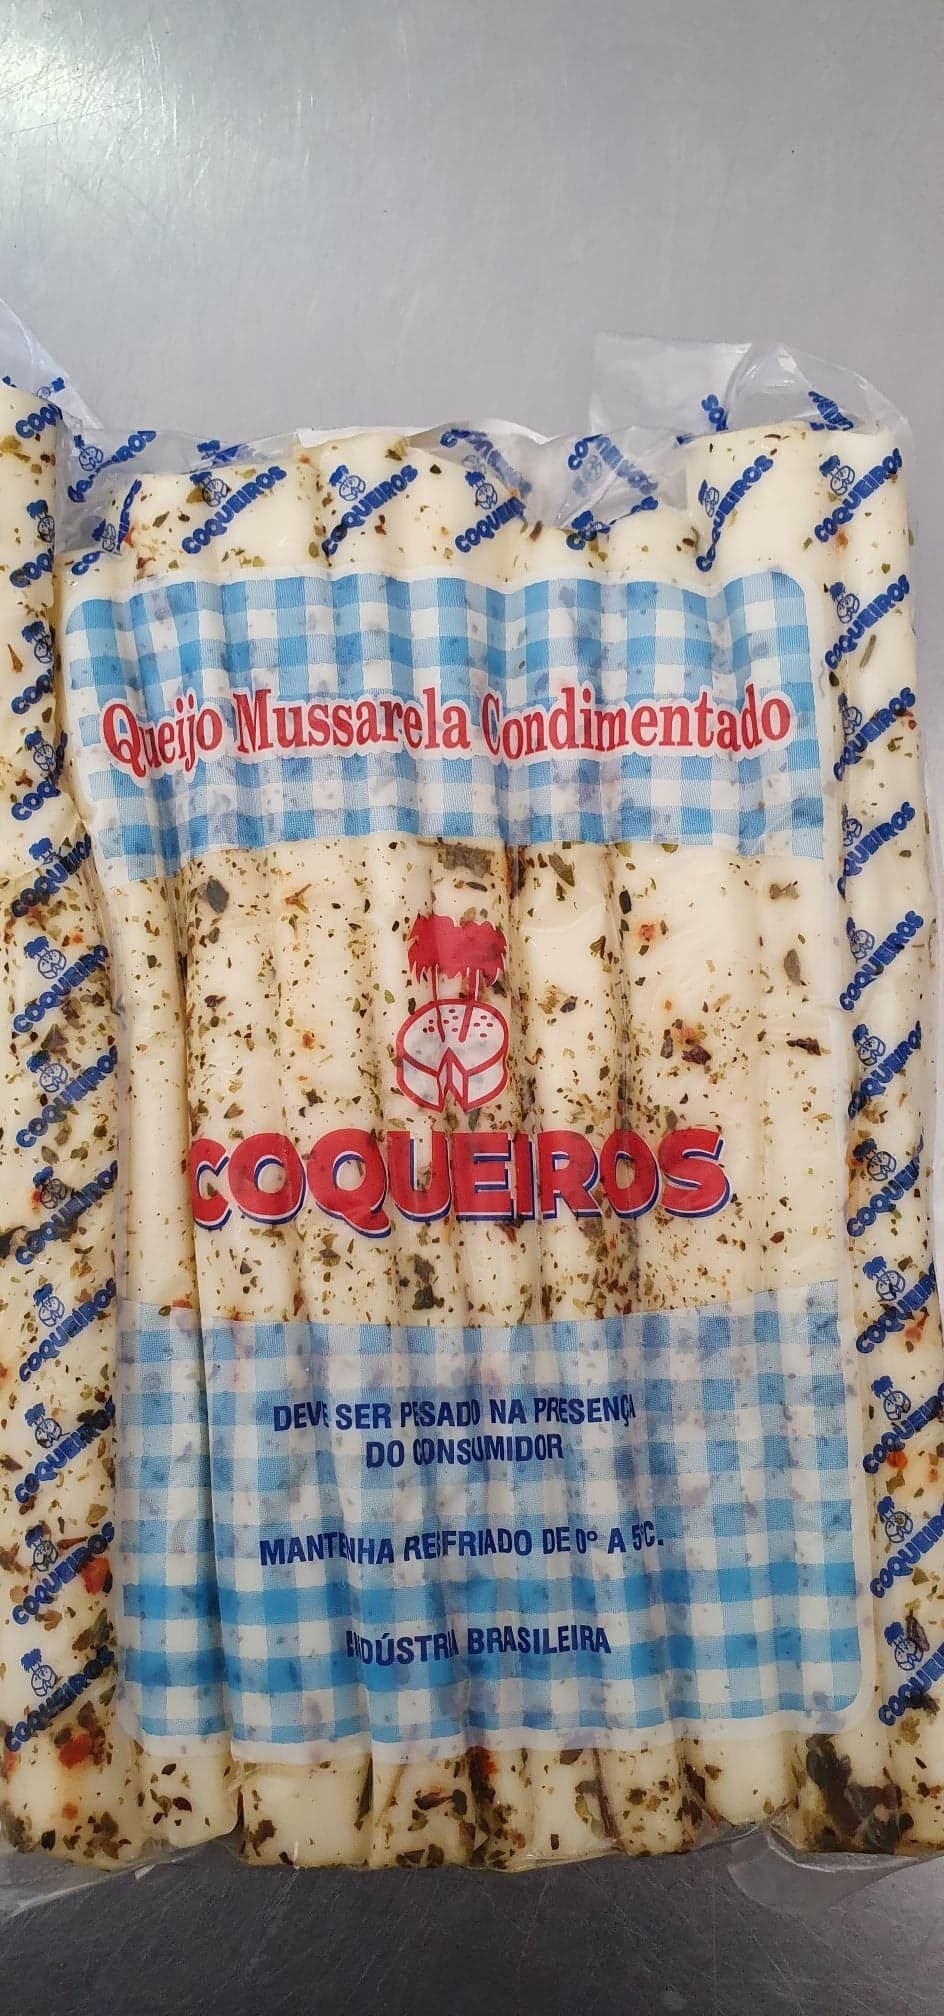 Queijo Mussarela Condimentado
COQUEIROS
DEVE SER PESADO NA PRESENÇA
DO CONSUMIDOR
MANTENHA RESFRIADO DE 0° A 5°C.
INDÚSTRIA BRASILEIRA